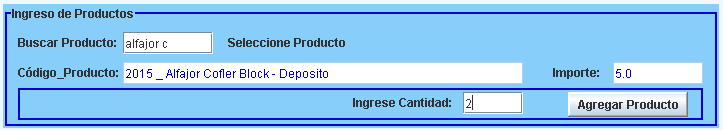 Ingreso de Productos
Buscar Producto: alfajor c Seleccione Producto
Código_Producto: 2015 _ Alfajor Cofler Block - Deposito Importe: 5.0
Ingrese Cantidad: 2 Agregar Producto